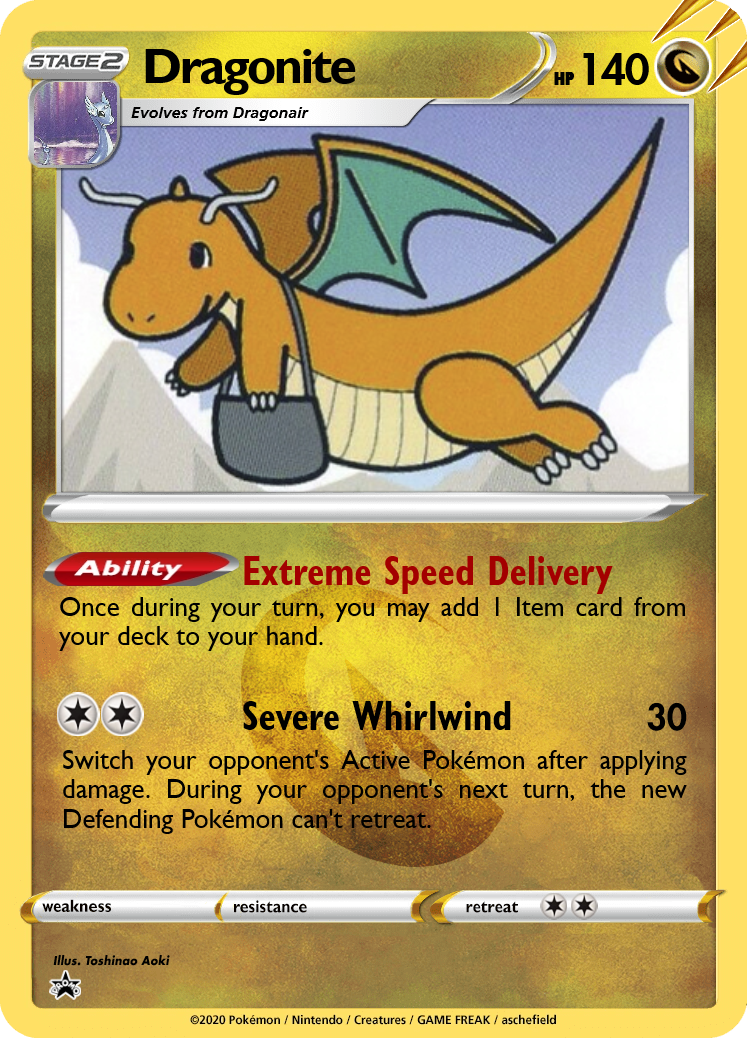 STAGE2
Dragonite
HP 140
Evolves from Dragonair
Ability Extreme Speed Delivery
Once during your turn, you may add 1 Item card from
your deck to your hand.
Severe Whirlwind 30
Switch your opponent's Active Pokémon after applying
damage. During your opponent's next turn, the new
Defending Pokémon can't retreat.
weakness resistance retreat
Illus. Toshinao Aoki
PROMO
©2020 Pokémon / Nintendo / Creatures / GAME FREAK / aschefield